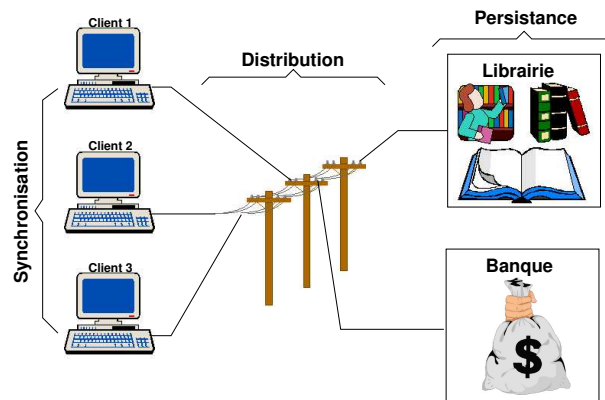 Client 1
Persistance
Distribution
Librairie
Client 2
Synchronisation
Client 3
Banque
$